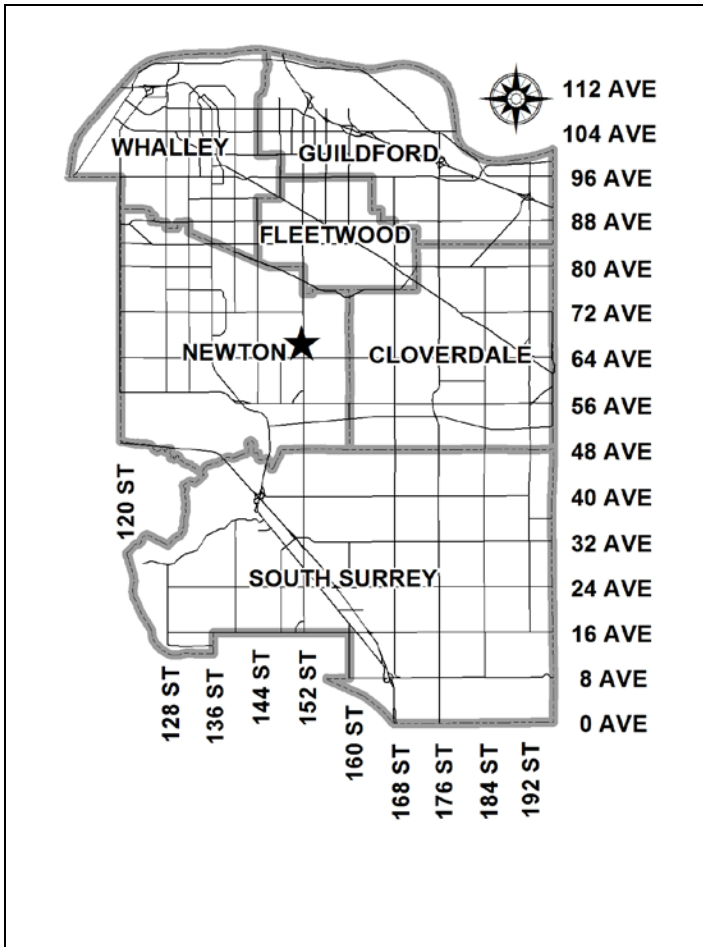 112 AVE
104 AVE
WHALLEY
GUILDFORD
96 AVE
88 AVE
FLEETWOOD
80 AVE
72 AVE
NEWTON
CLOVERDALE
64 AVE
56 AVE
48 AVE
120 ST
40 AVE
32 AVE
SOUTH SURREY
24 AVE
16 AVE
8 AVE
0 AVE
128 ST
136 ST
144 ST
152 ST
160 ST
168 ST
176 ST
184 ST
192 ST